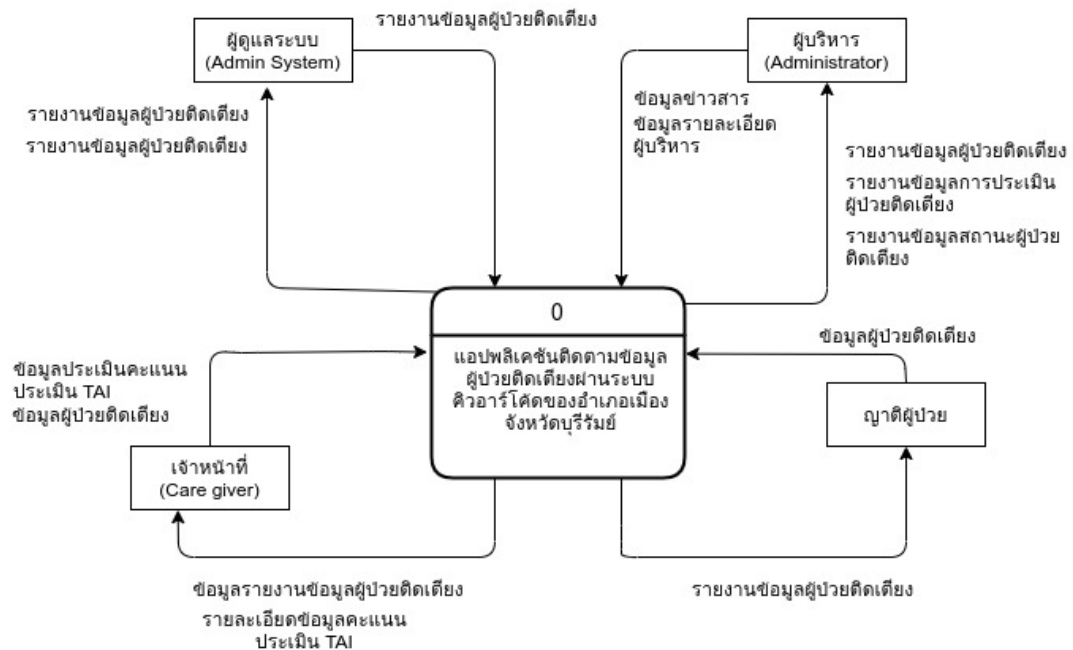 รายงานข้อมูลผู้ป่วยติดเตียง
ผู้ดูแลระบบ
(Admin System)
ผู้บริหาร
(Administrator)
รายงานข้อมูลผู้ป่วยติดเตียง
รายงานข้อมูลผู้ป่วยติดเตียง
ข้อมูลข่าวสาร
ข้อมูลรายละเอียด
ผู้บริหาร
รายงานข้อมูลผู้ป่วยติดเตียง
รายงานข้อมูลการประเมิน
ผู้ป่วยติดเตียง
รายงานข้อมูลสถานะผู้ป่วย
ติดเตียง
0
แอปพลิเคชันติดตามข้อมูล
ผู้ป่วยติดเตียงผ่านระบบ
คิวอาร์โค้ดของอำเภอเมือง
จังหวัดบุรีรัมย์
ข้อมูลผู้ป่วยติดเตียง
ข้อมูลประเมินคะแนน
ประเมิน TAI
ข้อมูลผู้ป่วยติดเตียง
ญาติผู้ป่วย
เจ้าหน้าที่
(Care giver)
ข้อมูลรายงานข้อมูลผู้ป่วยติดเตียง
รายละเอียดข้อมูลคะแนน
ประเมิน TAI
รายงานข้อมูลผู้ป่วยติดเตียง